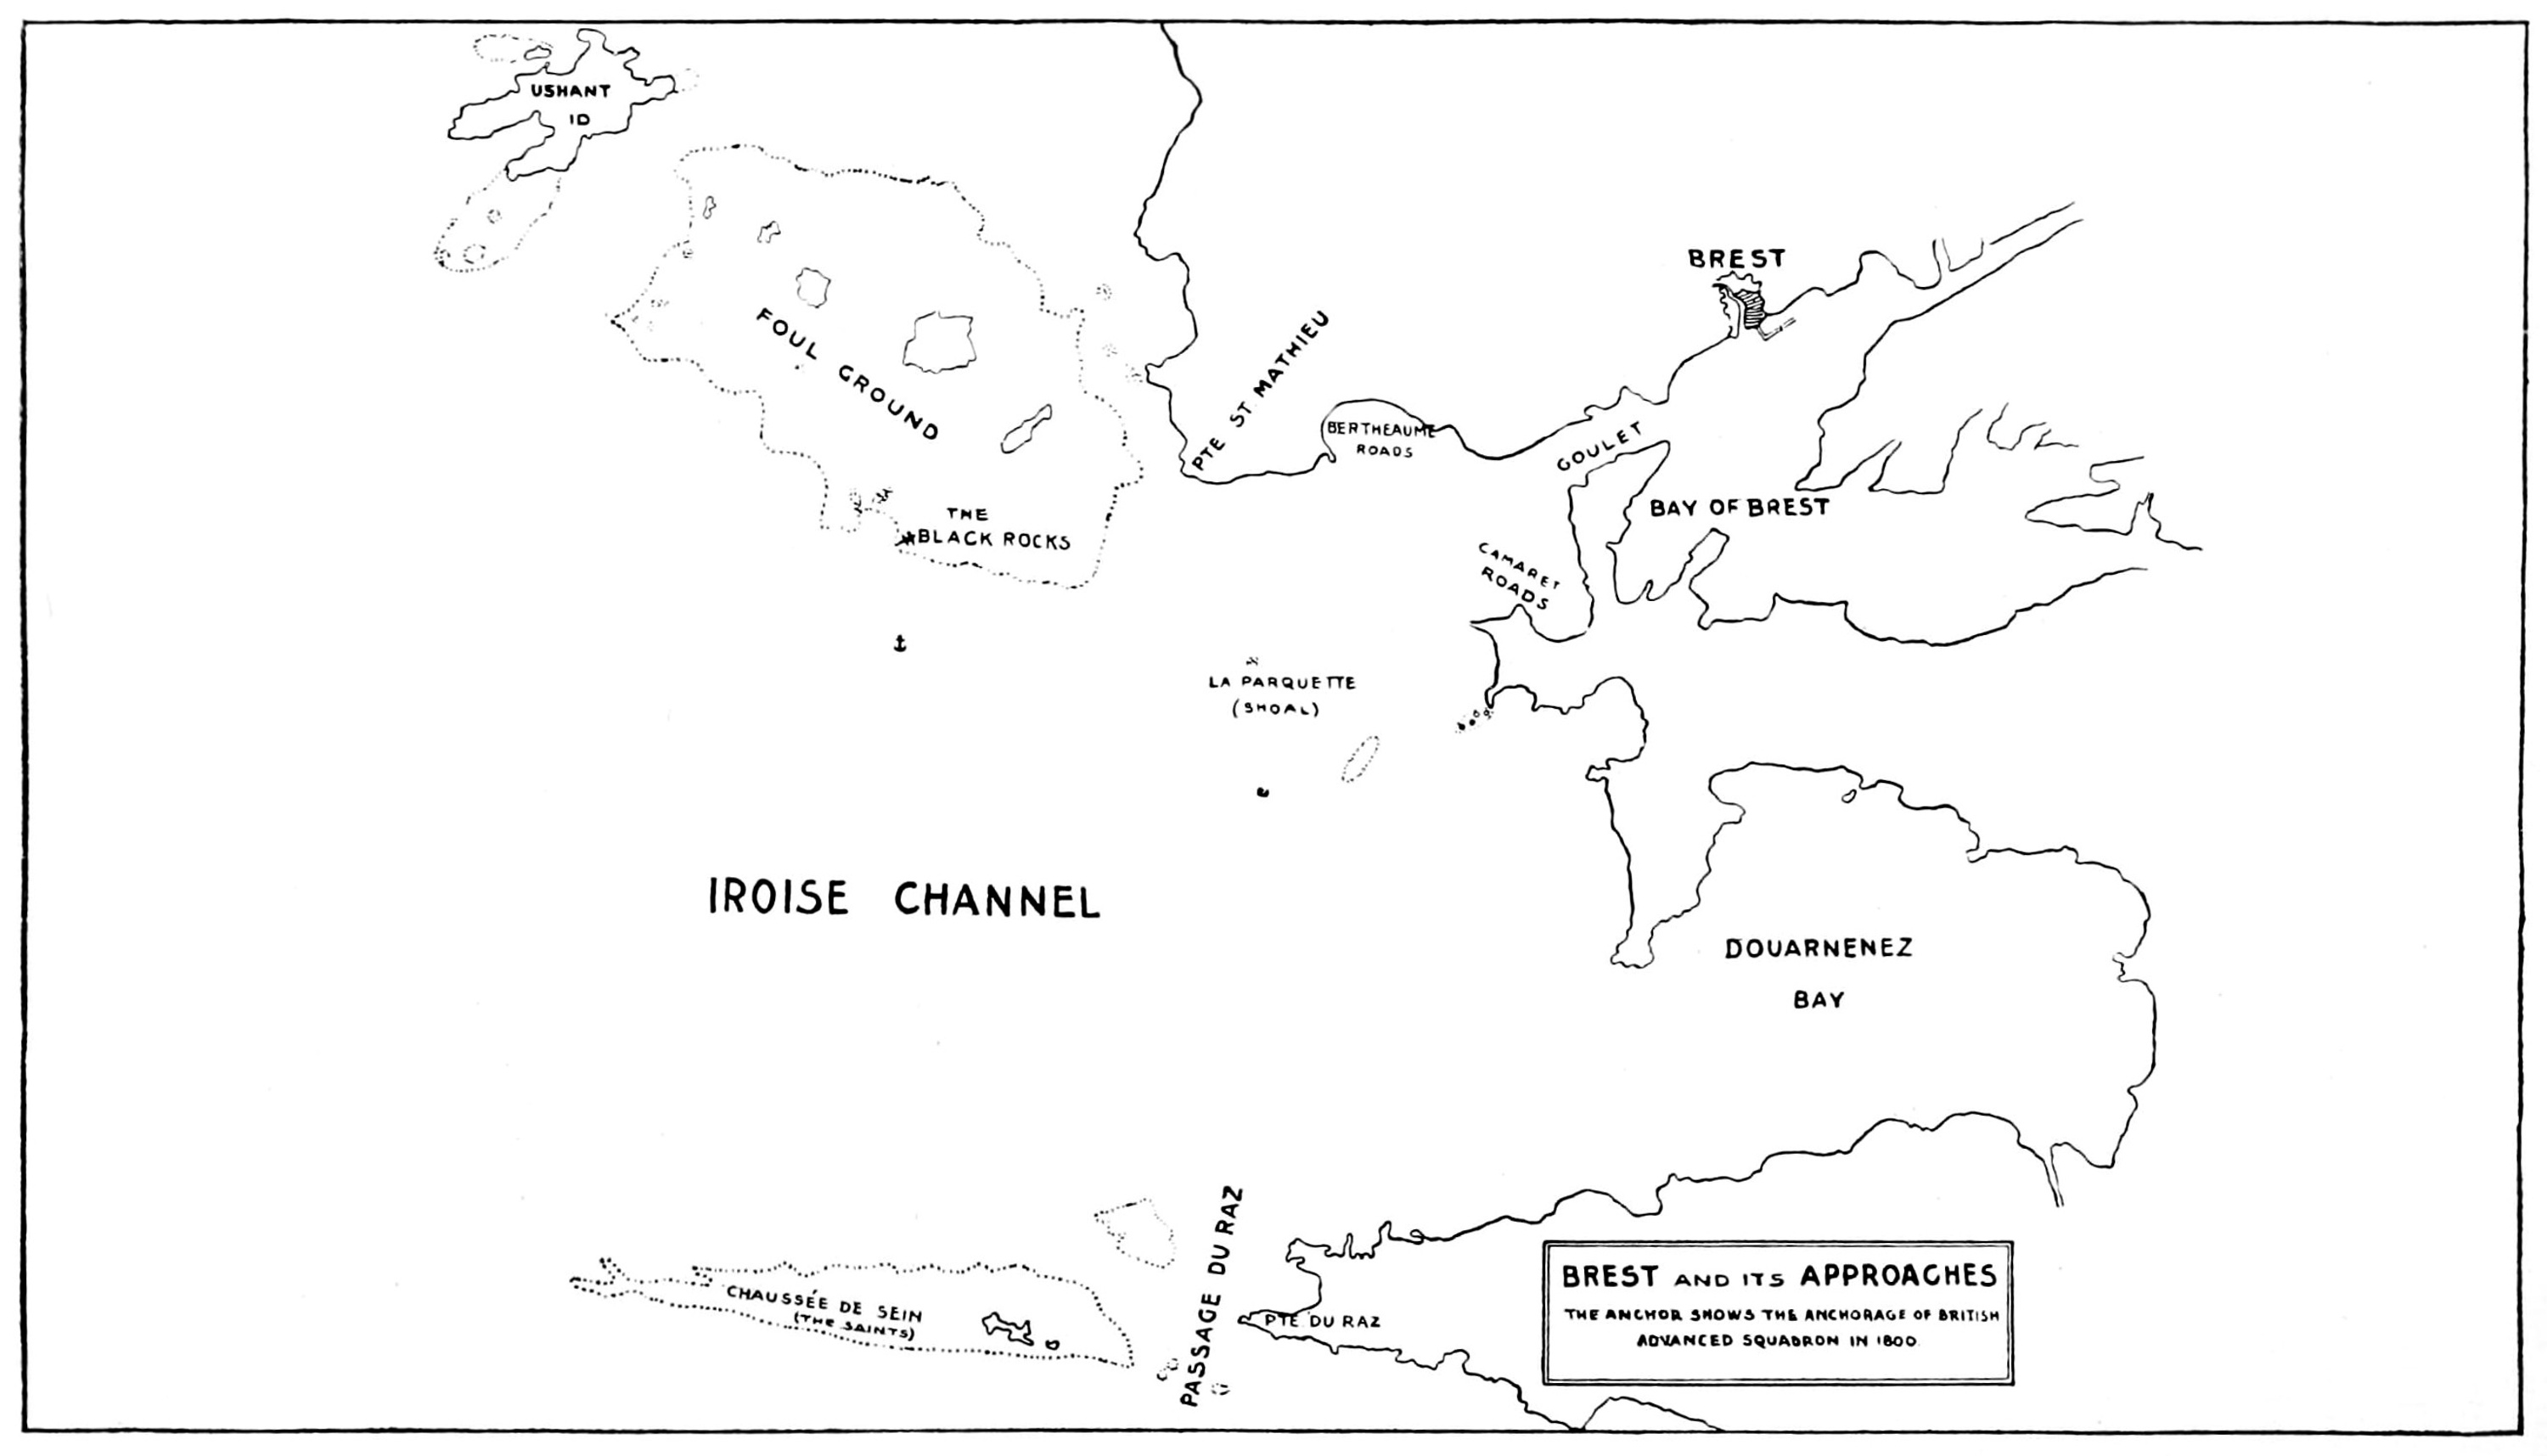 USHANT
ID
BREST
PTE ST. MATHIEU
FOUL GROUND
BERTHEAUME
ROADS
GOULET
BAY OF BREST
THE
BLACK ROCKS
CAMARET
ROADS
LA PARQUETTE
(SHOAL)
IROISE CHANNEL
DOUARNENEZ
BAY
PASSAGE DU RAZ
CHAUSSÉE DE SEIN
(THE SAINTS)
PTE DU RAZ
BREST AND ITS APPROACHES
THE ANCHOR SHOWS THE ANCHORAGE OF BRITISH
ADVANCED SQUADRON IN 1800.